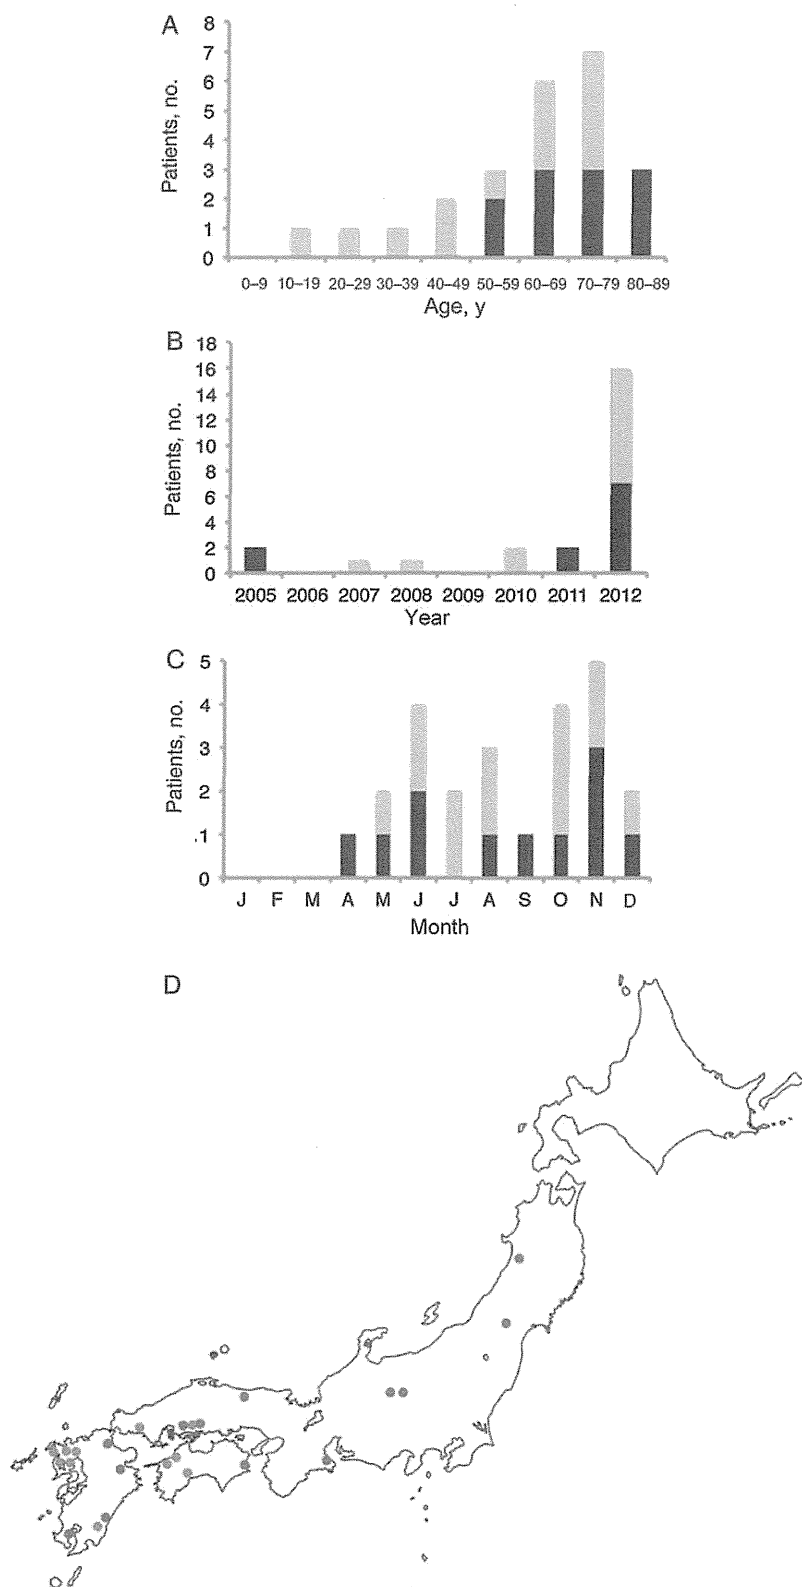 A
8
7
6
5
4
3
2
1
0
Patients, no.
0–9 10–19 20–29 30–39 40–49 50–59 60–69 70–79 80–89
Age, y
B
18
16
14
12
10
8
6
4
2
0
Patients, no.
2005 2006 2007 2008 2009 2010 2011 2012
Year
C
5
4
3
2
1
0
Patients, no.
J F M A M J J A S O N D
Month
D